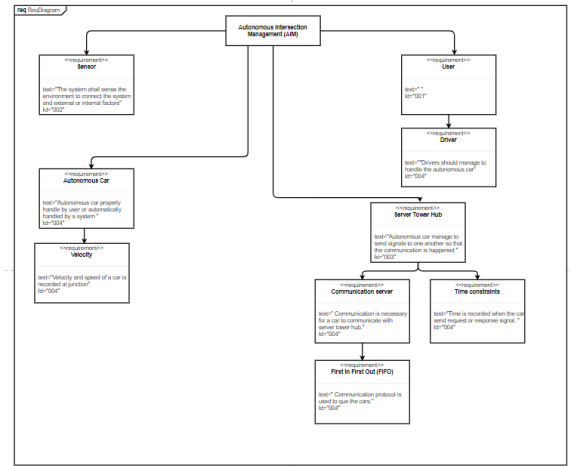 req ReqDiagram
Autonomous Intersection
Management (AIM)
<<requirement>>
Sensor
text="The system shall sense the
environment to connect the system
and external or internal factors"
Id="002"
<<requirement>>
User
text=" "
Id="001"
<<requirement>>
Driver
text=""Drivers should manage to
handle the autonomous car"
Id="004"
<<requirement>>
Autonomous Car
text="Autonomous car properly
handle by user or automatically
handled by a system "
Id="004"
<<requirement>>
Velocity
text="Velocity and speed of a car is
recorded at junction"
Id="004"
<<requirement>>
Server Tower Hub
text="Autonomous car manage to
send signals to one another so that
the communication is happened "
Id="003"
<<requirement>>
Communication server
text=" Communication is necessary
for a car to communicate with
server tower hub."
Id="004"
<<requirement>>
Time constraints
text="Time is recorded when the car
send request or response signal. "
Id="004"
<<requirement>>
First in First Out (FIFO)
text=" Communication protocol is
used to que the cars."
Id="004"